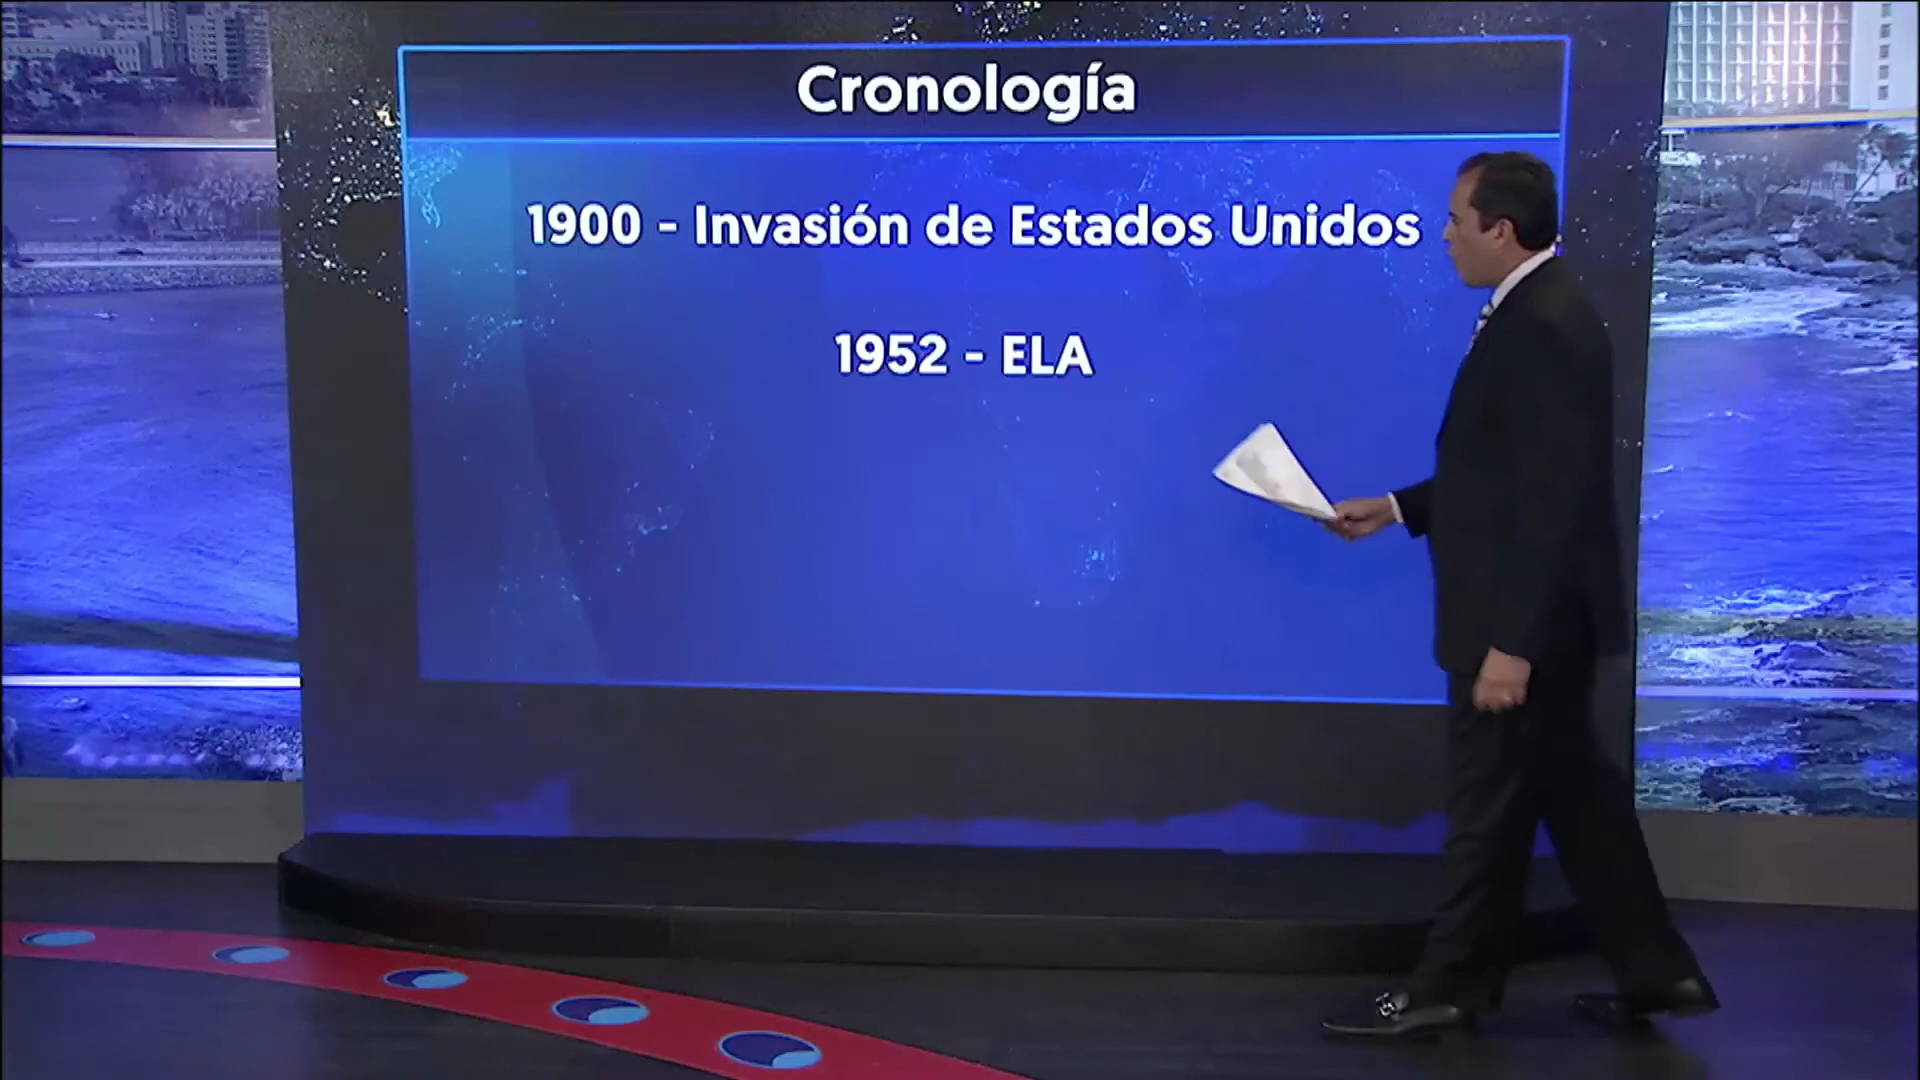 Cronología
1900 - Invasión de Estados Unidos
1952 - ELA